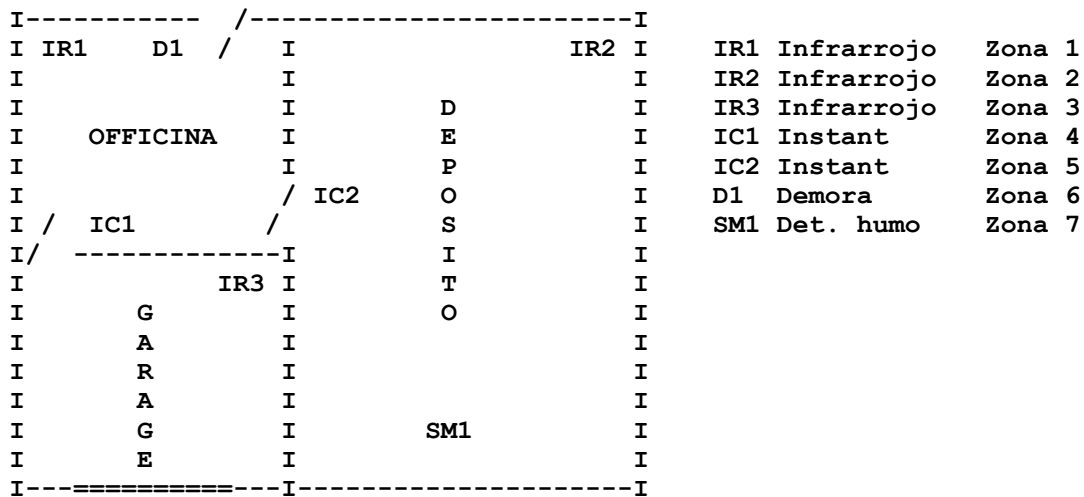 I----------- /------------------------I
I IR1 D1 / I IR2 I IR1 Infrarrojo Zona 1
I I I IR2 Infrarrojo Zona 2
I I D I IR3 Infrarrojo Zona 3
I OFFICINA I E I IC1 Instant Zona 4
I I P I IC2 Instant Zona 5
I / IC2 O I D1 Demora Zona 6
I / IC1 / S I SM1 Det. humo Zona 7
I/ -------------I I I
I IR3 I T I
I G I O I
I A I I
I R I I
I A I I
I G I SM1 I
I E I I
I---==========---I---------------------I